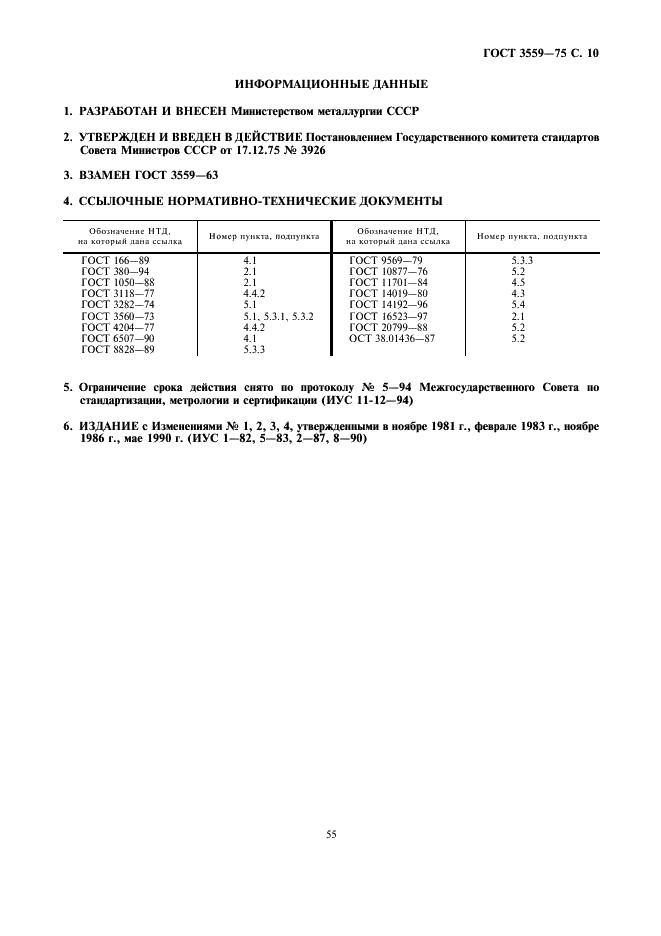 ГОСТ 3559—75 С. 10
ИНФОРМАЦИОННЫЕ ДАННЫЕ
1. РАЗРАБОТАН И ВНЕСЕН Министерством металлургии СССР
2. УТВЕРЖДЕН И ВВЕДЕН В ДЕЙСТВИЕ Постановлением Государственного комитета стандартов
Совета Министров СССР от 17.12.75 № 3926
3. ВЗАМЕН ГОСТ 3559—63
4. ССЫЛОЧНЫЕ НОРМАТИВНО-ТЕХНИЧЕСКИЕ ДОКУМЕНТЫ
Обозначение НТД, на который дана ссылка | Номер пункта, подпункта | Обозначение НТД, на который дана ссылка | Номер пункта, подпункта
ГОСТ 166—89 4.1 ГОСТ 9569—79 5.3.3
ГОСТ 380—94 2.1 ГОСТ 10877—76 5.2
ГОСТ 1050—88 2.1 ГОСТ 11701—84 4.5
ГОСТ 3118—77 4.4.2 ГОСТ 14019—80 4.3
ГОСТ 3282—74 5.1 ГОСТ 14192—96 5.4
ГОСТ 3560—73 5.1, 5.3.1, 5.3.2 ГОСТ 16523—97 2.1
ГОСТ 4204—77 4.4.2 ГОСТ 20799—88 5.2
ГОСТ 6507—90 4.1 ОСТ 38.01436—87 5.2
ГОСТ 8828—89 5.3.3
5. Ограничение срока действия снято по протоколу № 5—94 Межгосударственного Совета по
стандартизации, метрологии и сертификации (ИУС 11-12—94)
6. ИЗДАНИЕ с Изменениями № 1, 2, 3, 4, утвержденными в ноябре 1981 г., феврале 1983 г., ноябре
1986 г., мае 1990 г. (ИУС 1—82, 5—83, 2—87, 8—90)
55